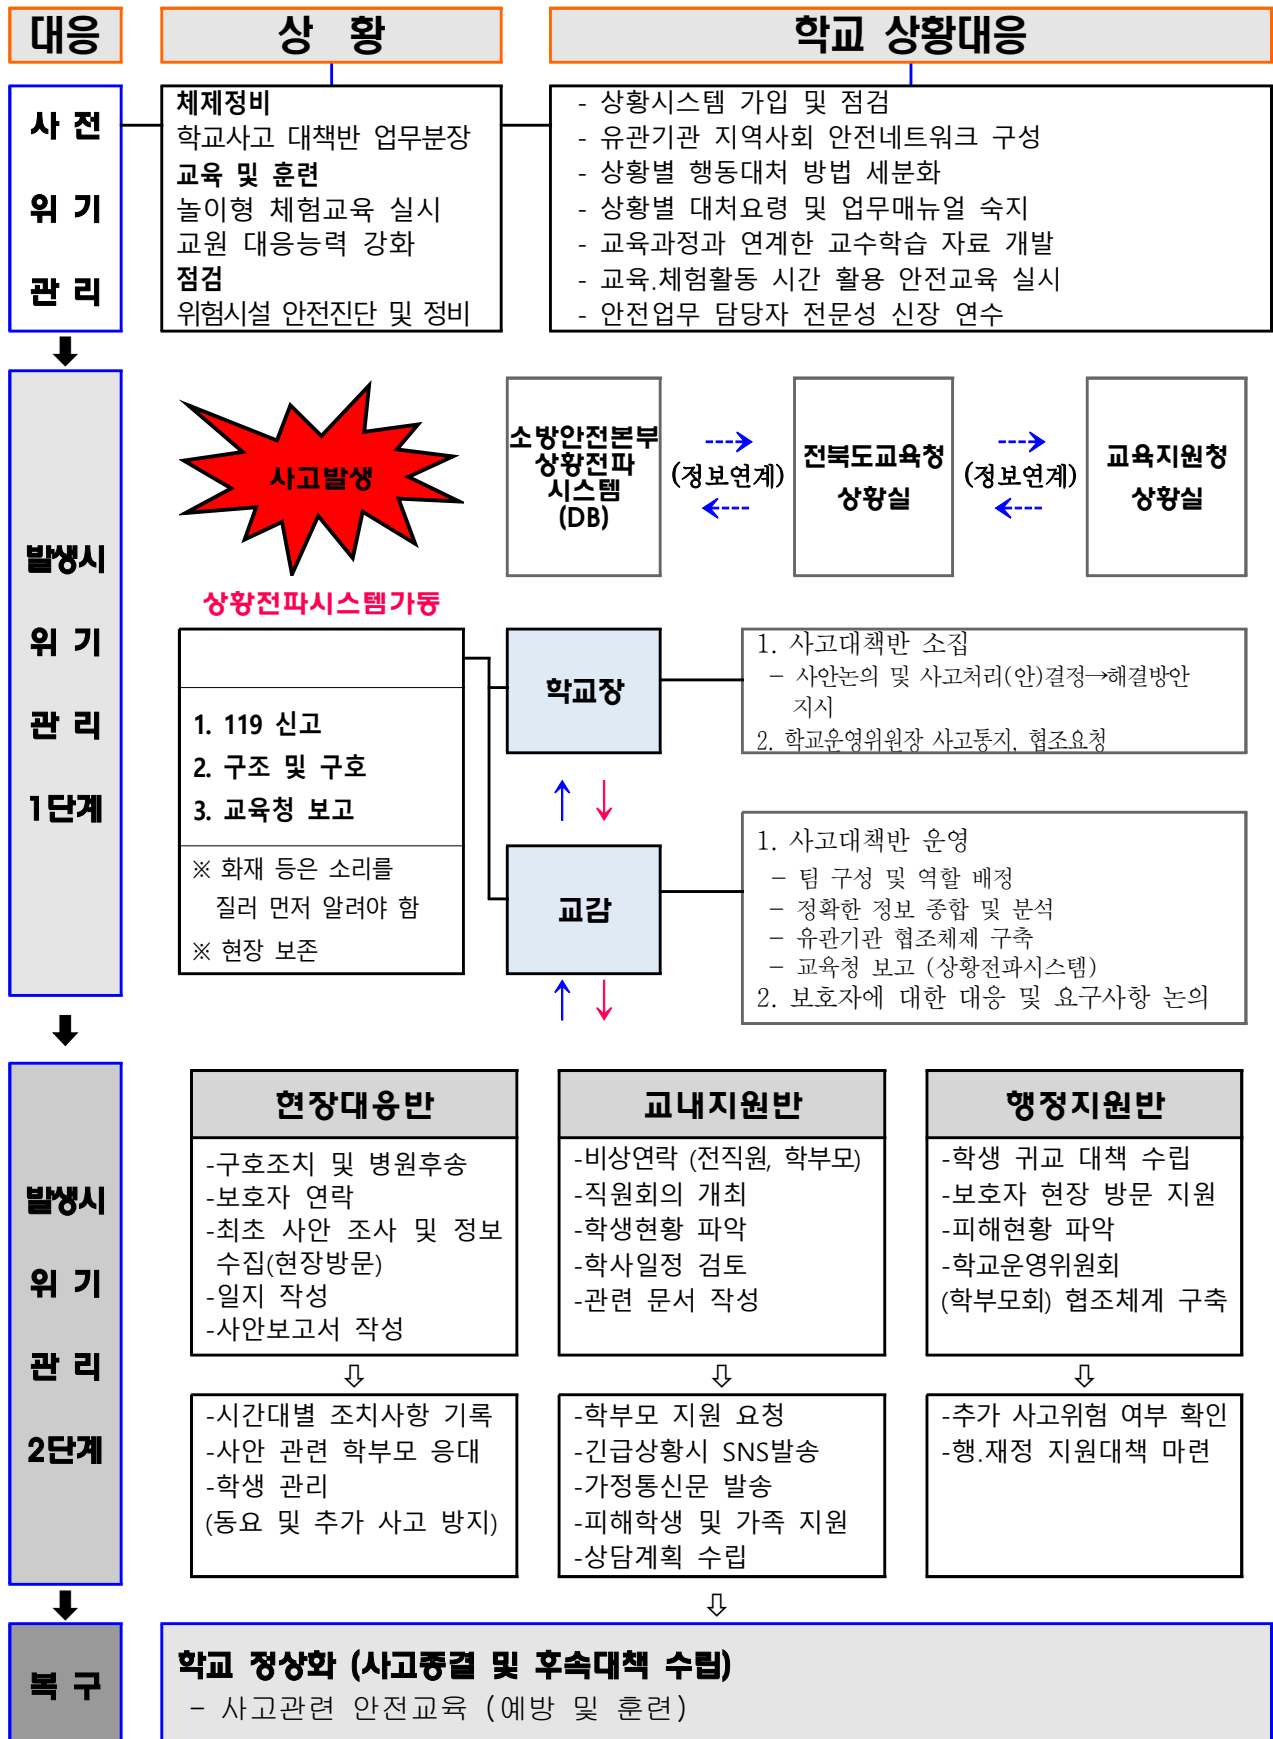 대응
상 황
학교 상황대응
사 전
위 기
관 리
체제정비
학교사고 대책반 업무분장
교육 및 훈련
놀이형 체험교육 실시
교원 대응능력 강화
점검
위험시설 안전진단 및 정비
- 상황시스템 가입 및 점검
- 유관기관 지역사회 안전네트워크 구성
- 상황별 행동대처 방법 세분화
- 상황별 대처요령 및 업무매뉴얼 숙지
- 교육과정과 연계한 교수학습 자료 개발
- 교육.체험활동 시간 활용 안전교육 실시
- 안전업무 담당자 전문성 신장 연수
발생시
위 기
관 리
1단계
사고발생
상황전파시스템가동
소방안전본부
상황전파
시스템
(DB)
(정보연계)
전북도교육청
상황실
(정보연계)
교육지원청
상황실
1. 119 신고
2. 구조 및 구호
3. 교육청 보고
※ 화재 등은 소리를
질러 먼저 알려야 함
※ 현장 보존
학교장
1. 사고대책반 소집
- 사안논의 및 사고처리(안)결정→해결방안
지시
2. 학교운영위원장 사고통지, 협조요청
교감
1. 사고대책반 운영
- 팀 구성 및 역할 배정
- 정확한 정보 종합 및 분석
- 유관기관 협조체제 구축
- 교육청 보고 (상황전파시스템)
2. 보호자에 대한 대응 및 요구사항 논의
발생시
위 기
관 리
2단계
현장대응반
-구호조치 및 병원후송
-보호자 연락
-최초 사안 조사 및 정보
수집(현장방문)
-일지 작성
-사안보고서 작성
⇩
-시간대별 조치사항 기록
-사안 관련 학부모 응대
-학생 관리
(동요 및 추가 사고 방지)
교내지원반
-비상연락 (전직원, 학부모)
-직원회의 개최
-학생현황 파악
-학사일정 검토
-관련 문서 작성
⇩
-학부모 지원 요청
-긴급상황시 SNS발송
-가정통신문 발송
-피해학생 및 가족 지원
-상담계획 수립
행정지원반
-학생 귀교 대책 수립
-보호자 현장 방문 지원
-피해현황 파악
-학교운영위원회
(학부모회) 협조체계 구축
⇩
-추가 사고위험 여부 확인
-행.재정 지원대책 마련
⇩
복 구
학교 정상화 (사고종결 및 후속대책 수립)
- 사고관련 안전교육 (예방 및 훈련)